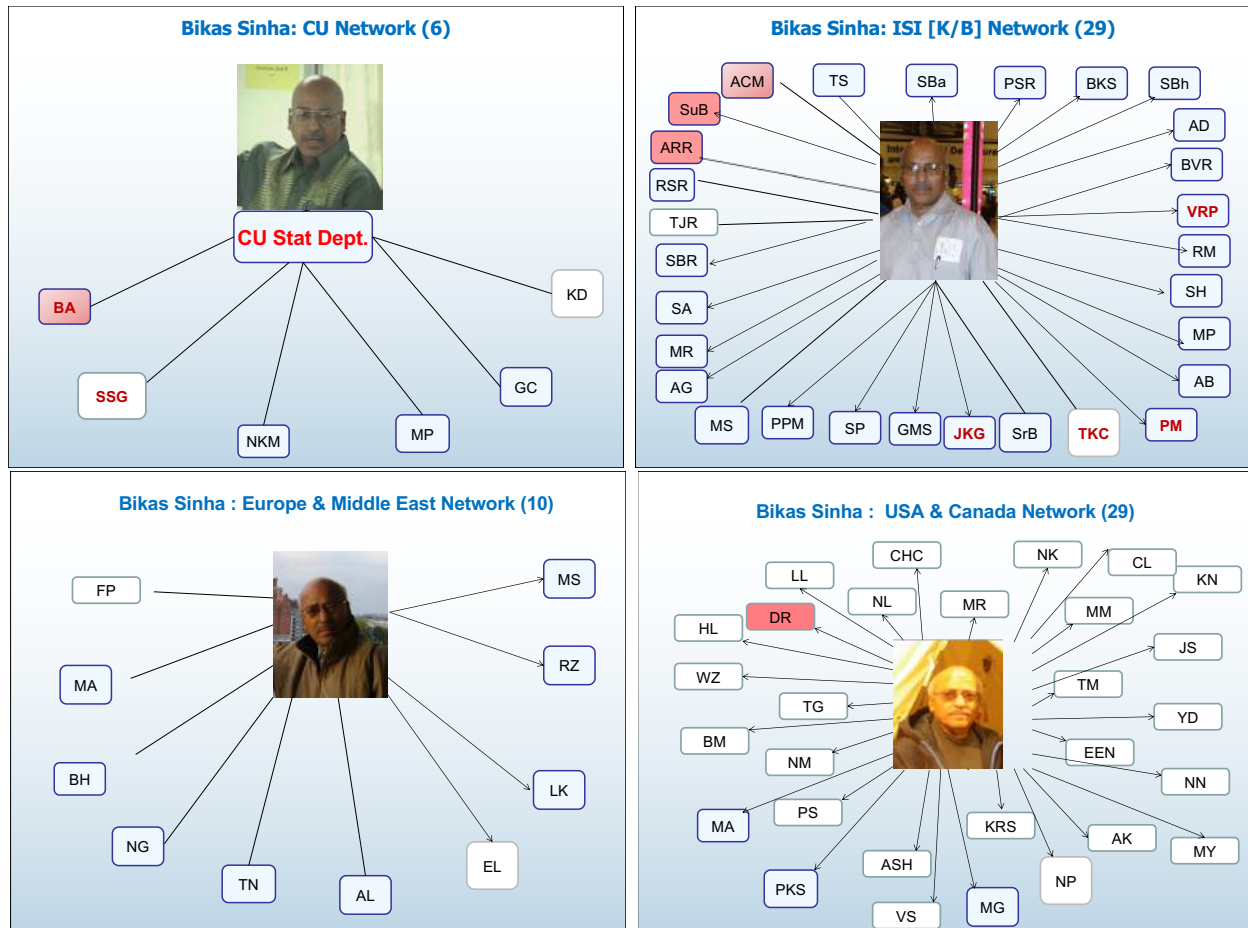 Bikas Sinha: CU Network (6)
CU Stat Dept.
BA
KD
SSG
GC
NKM
MP
Bikas Sinha: ISI [K/B] Network (29)
ACM
TS
SBa
PSR
BKS
SBh
SuB
AD
ARR
BVR
RSR
VRP
TJR
RM
SBR
SH
SA
MP
MR
AB
AG
MS
PPM
SP
GMS
JKG
SrB
TKC
PM
Bikas Sinha : Europe & Middle East Network (10)
FP
MS
MA
RZ
BH
LK
NG
EL
TN
AL
Bikas Sinha : USA & Canada Network (29)
CHC
NK
CL
LL
KN
NL
MR
MM
DR
HL
JS
WZ
TM
TG
YD
BM
EEN
NM
NN
PS
MA
KRS
AK
MY
ASH
NP
PKS
VS
MG